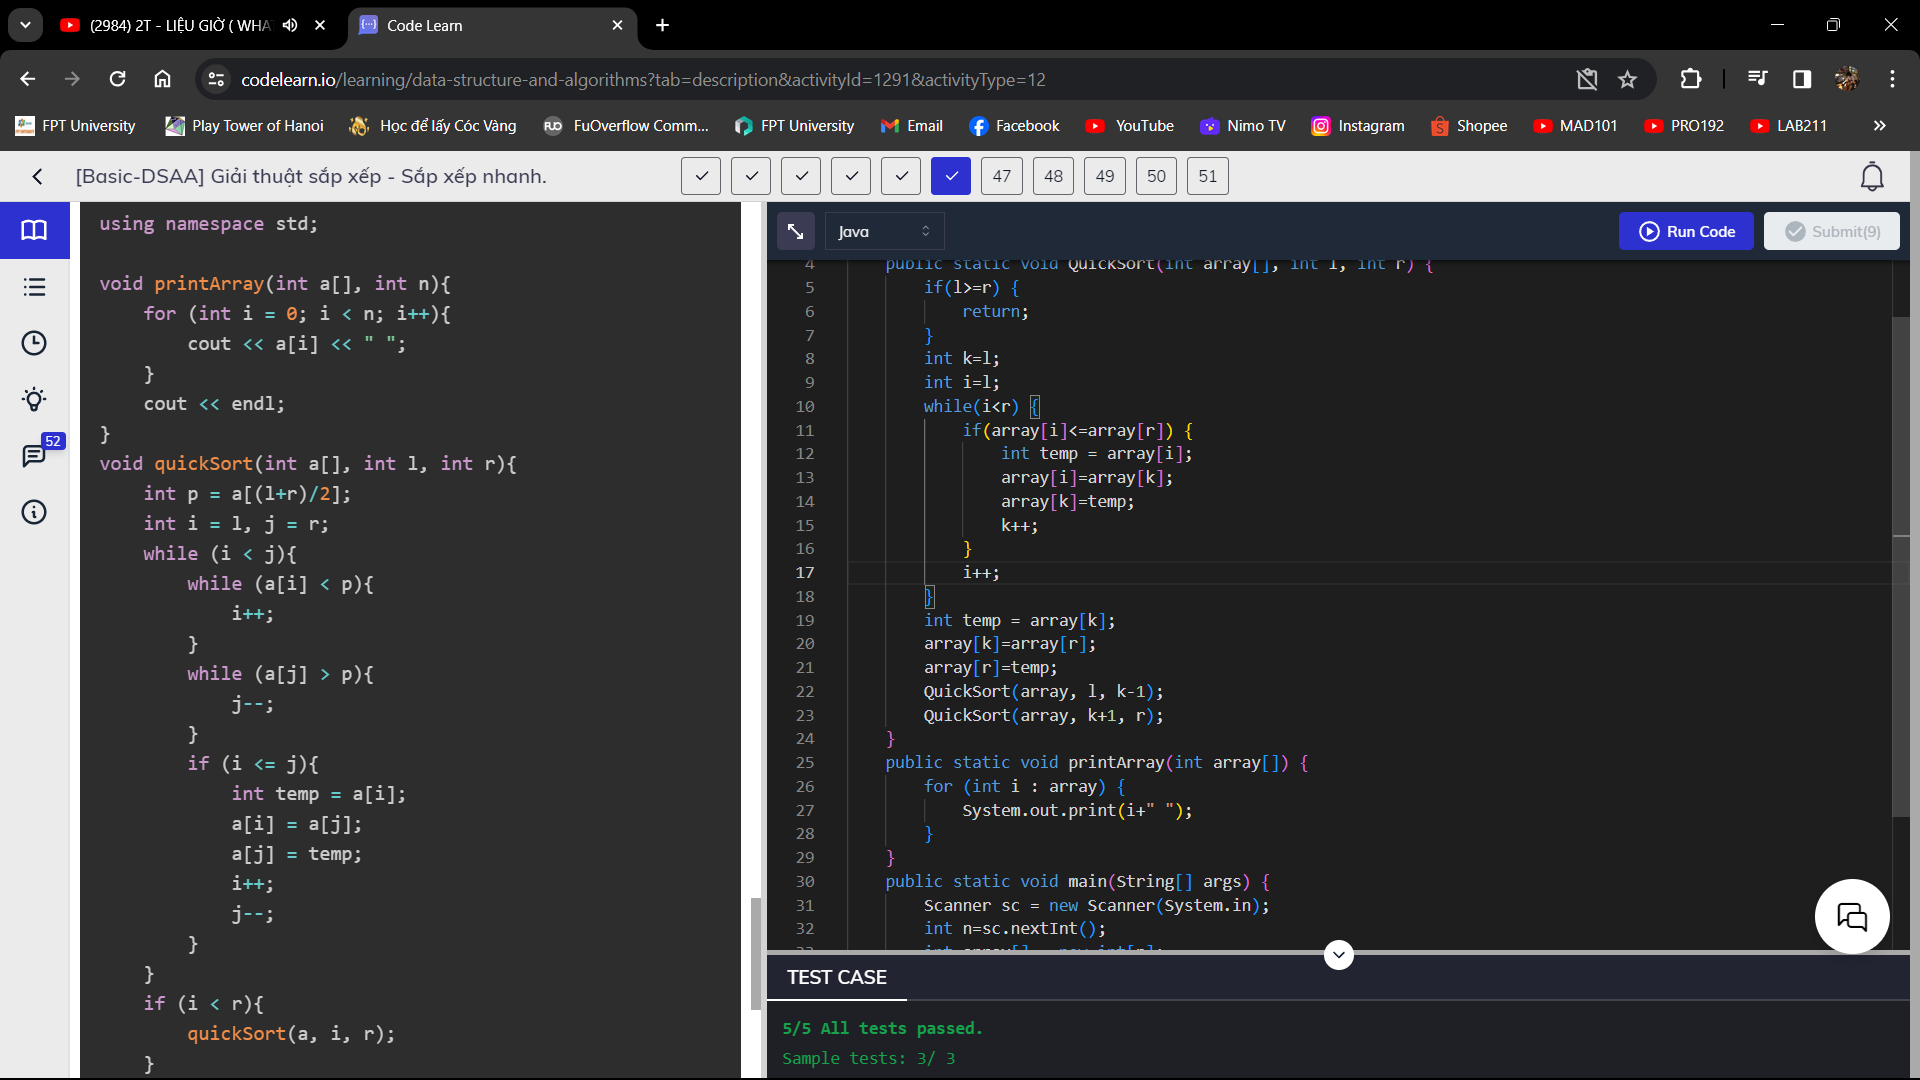 (2984) 2T - LIỆU GIỜ ( WHA
Code Learn
codelearn.io/learning/data-structure-and-algorithms?tab=description&activityId=1291&activityType=12
FPT University
Play Tower of Hanoi
Học để lấy Cóc Vàng
FUO
FuOverflow Comm...
FPT University
Email
Facebook
YouTube
Nimo TV
Instagram
Shopee
MAD101
PRO192
LAB211
[Basic-DSAA] Giải thuật sắp xếp - Sắp xếp nhanh.
47
48
49
50
51
52
using namespace std;
void printArray(int a[], int n){
for (int i = 0; i < n; i++){
cout << a[i] << " ";
}
cout << endl;
}
void quickSort(int a[], int l, int r){
int p = a[(l+r)/2];
int i = l, j = r;
while (i < j){
while (a[i] < p){
i++;
}
while (a[j] > p){
j--;
}
if (i <= j){
int temp = a[i];
a[i] = a[j];
a[j] = temp;
i++;
j--;
}
}
if (i < r){
quickSort(a, i, r);
}
Java
Run Code
Submit(9)
4 public static void QuickSort(int array[], int l, int r) {
5 if(l>=r) {
6 return;
7 }
8 int k=l;
9 int i=l;
10 while(i<r) {
11 if(array[i]<=array[r]) {
12 int temp = array[i];
13 array[i]=array[k];
14 array[k]=temp;
15 k++;
16 }
17 i++;
18 }
19 int temp = array[k];
20 array[k]=array[r];
21 array[r]=temp;
22 QuickSort(array, l, k-1);
23 QuickSort(array, k+1, r);
24 }
25 public static void printArray(int array[]) {
26 for (int i : array) {
27 System.out.print(i+" ");
28 }
29 }
30 public static void main(String[] args) {
31 Scanner sc = new Scanner(System.in);
32 int n=sc.nextInt();
TEST CASE
5/5 All tests passed.
Sample tests: 3/ 3